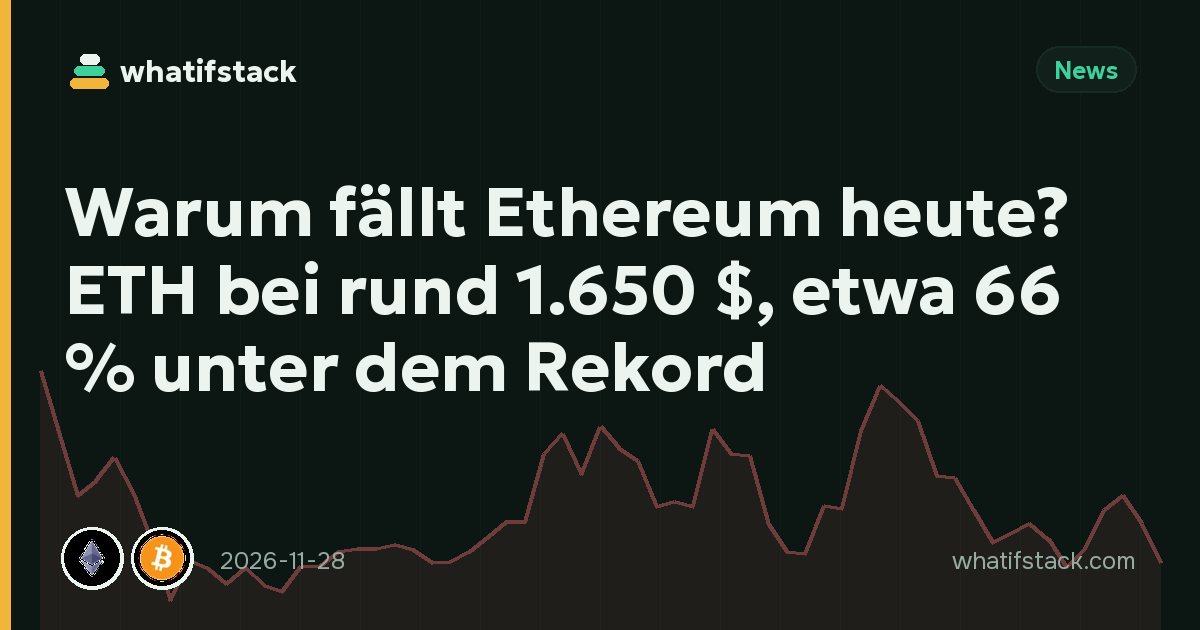 whatifstack
News
Warum fällt Ethereum heute?
ETH bei rund 1.650 $, etwa 66
% unter dem Rekord
2026-11-28
whatifstack.com